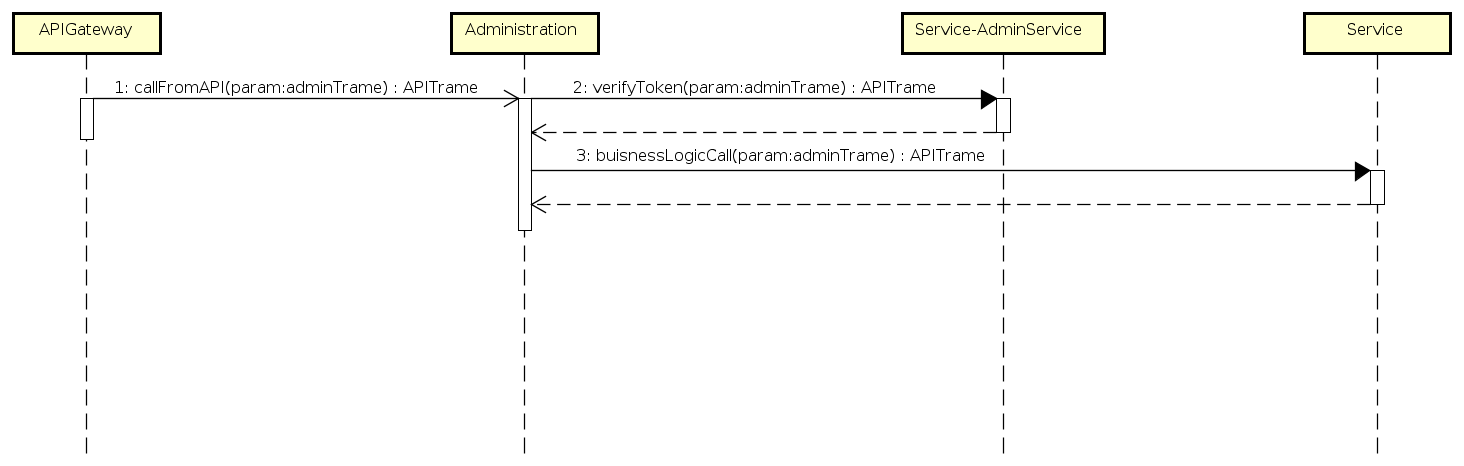 APIGateway
Administration
Service-AdminService
Service
1: callFromAPI(param:adminTrame) : APITrame
2: verifyToken(param:adminTrame) : APITrame
3: buisnessLogicCall(param:adminTrame) : APITrame